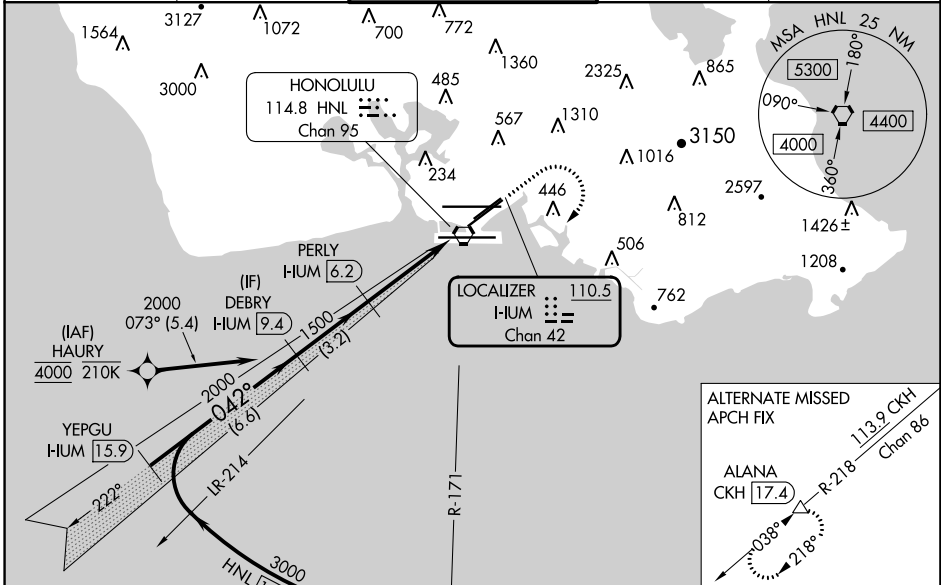 3127
1564
1072
700
772
3000
1360
HONOLULU
114.8 HNL
Chan 95
485
2325
865
567
1310
234
1016
3150
446
812
2597
1426±
506
1208
762
MSA HNL 25 NM
5300
180°
090°
4400
4000
360°
PERLY
I-IUM 6.2
(IF)
DEBRY
I-IUM 9.4
2000
073° (5.4)
(IAF)
HAURY
4000 210K
1500
(3.2)
LOCALIZER 110.5
I-IUM
Chan 42
2000
042°
(6.6)
YEPGU
I-IUM 15.9
222°
LR-214
R-171
3000
HNL
ALTERNATE MISSED
APCH FIX
113.9 CKH
Chan 86
R-218
ALANA
CKH 17.4
038°
218°